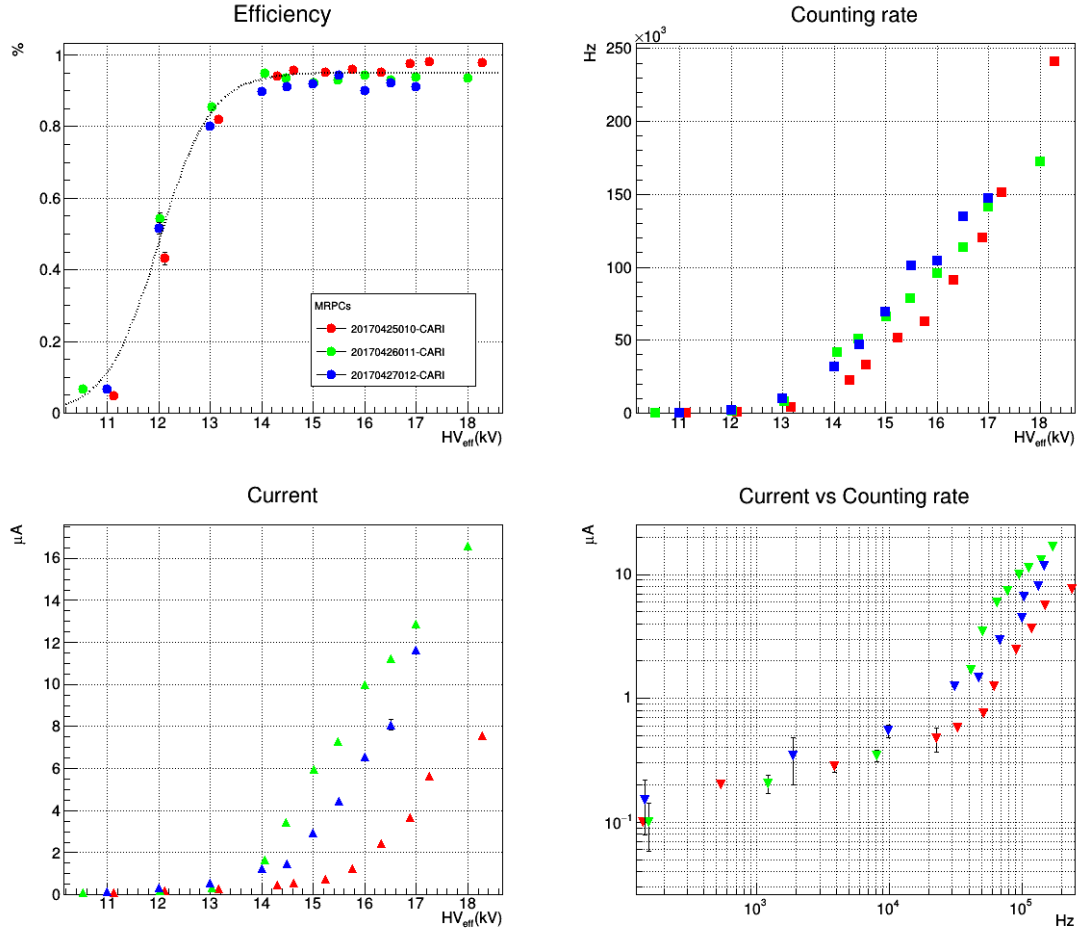 Efficiency
%
1
0.8
0.6
0.4
0.2
0
11 12 13 14 15 16 17 18
HVeff(kV)
MRPCs
20170425010-CARI
20170426011-CARI
20170427012-CARI
Counting rate
×10³
Hz
250
200
150
100
50
0
11 12 13 14 15 16 17 18
HVeff(kV)
Current
μA
16
14
12
10
8
6
4
2
0
11 12 13 14 15 16 17 18
HVeff(kV)
Current vs Counting rate
μA
10
1
10⁻¹
10³ 10⁴ 10⁵
Hz